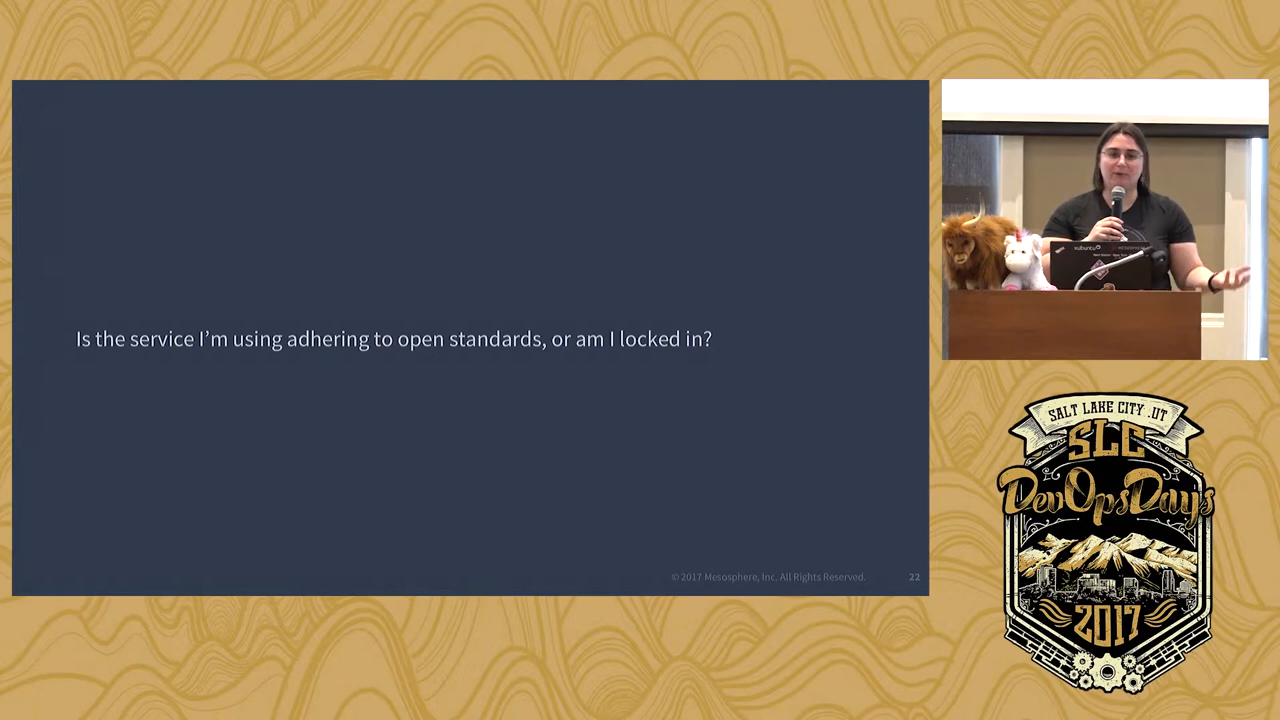 Is the service I’m using adhering to open standards, or am I locked in?
© 2017 Mesosphere, Inc. All Rights Reserved.
22
xubuntu
SALT LAKE CITY .UT
SLC
DevOpsDays
2017